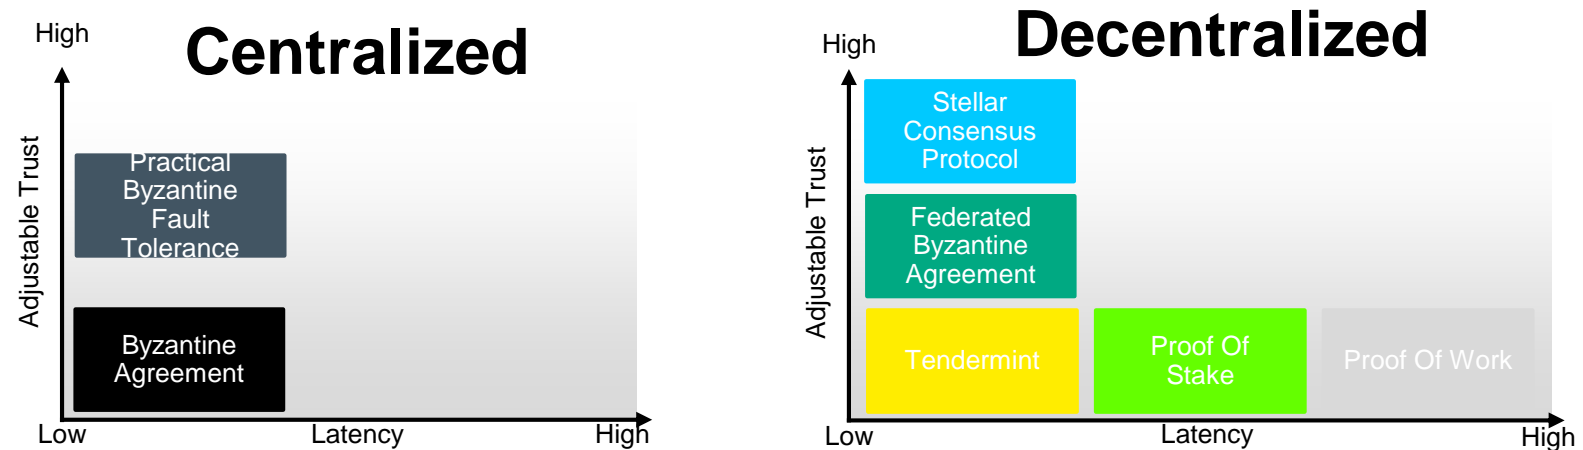 Centralized
High
Adjustable Trust
Practical
Byzantine
Fault
Tolerance
Byzantine
Agreement
Low
Latency
High
Decentralized
High
Adjustable Trust
Stellar
Consensus
Protocol
Federated
Byzantine
Agreement
Tendermint
Proof Of
Stake
Proof Of Work
Low
Latency
High